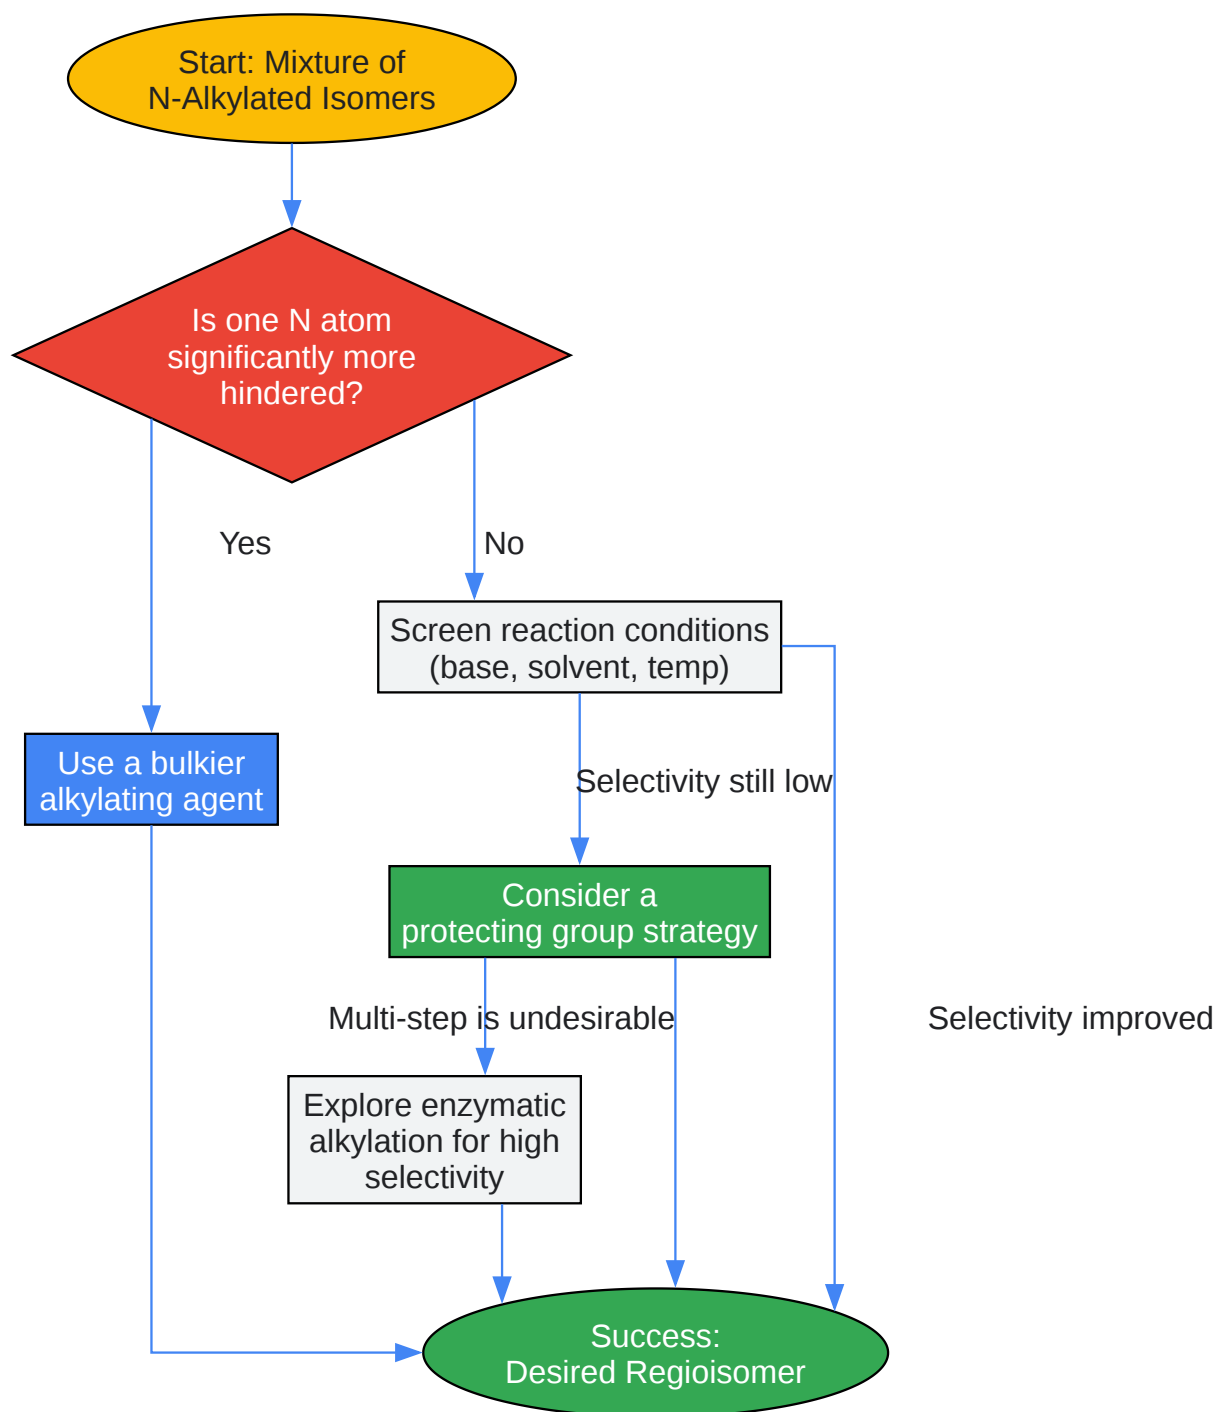 Start: Mixture of
N-Alkylated Isomers
Is one N atom
significantly more
hindered?
Yes
No
Screen reaction conditions
(base, solvent, temp)
Use a bulkier
alkylating agent
Selectivity still low
Consider a
protecting group strategy
Multi-step is undesirable
Selectivity improved
Explore enzymatic
alkylation for high
selectivity
Success:
Desired Regioisomer